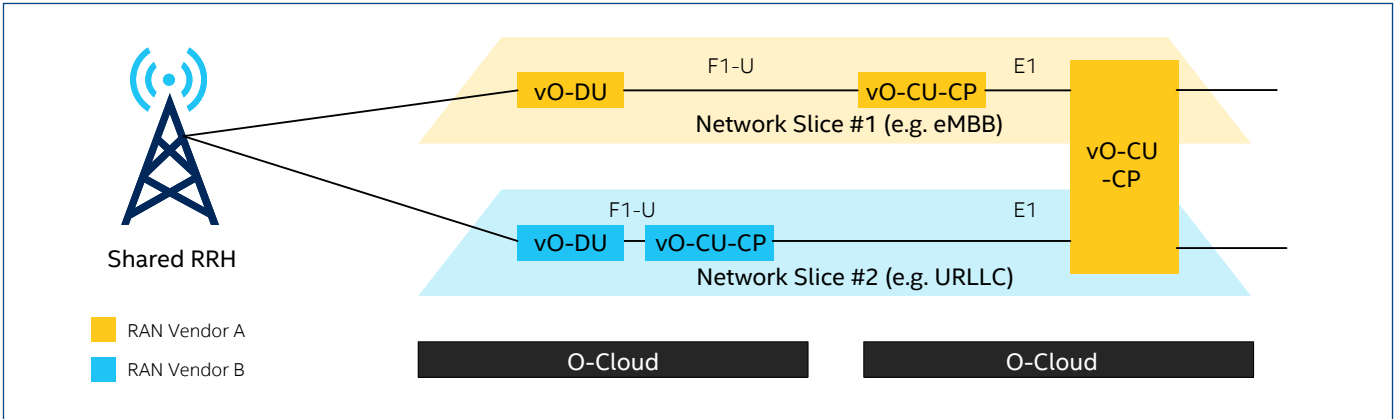 F1-U
E1
vO-DU
vO-CU-CP
Network Slice #1 (e.g. eMBB)
vO-CU
-CP
F1-U
E1
vO-DU
vO-CU-CP
Network Slice #2 (e.g. URLLC)
Shared RRH
RAN Vendor A
RAN Vendor B
O-Cloud
O-Cloud